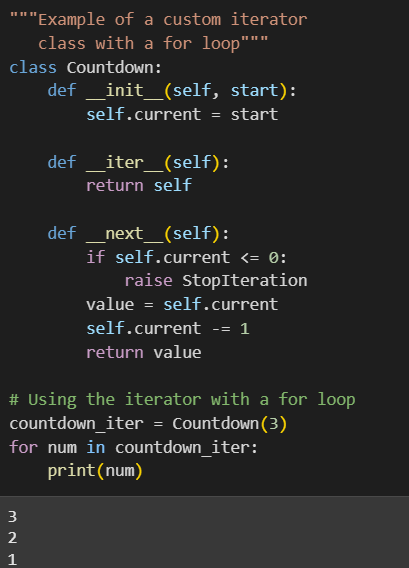 """Example of a custom iterator
   class with a for loop"""
class Countdown:
    def __init__(self, start):
        self.current = start

    def __iter__(self):
        return self

    def __next__(self):
        if self.current <= 0:
            raise StopIteration
        value = self.current
        self.current -= 1
        return value

# Using the iterator with a for loop
countdown_iter = Countdown(3)
for num in countdown_iter:
    print(num)
3
2
1